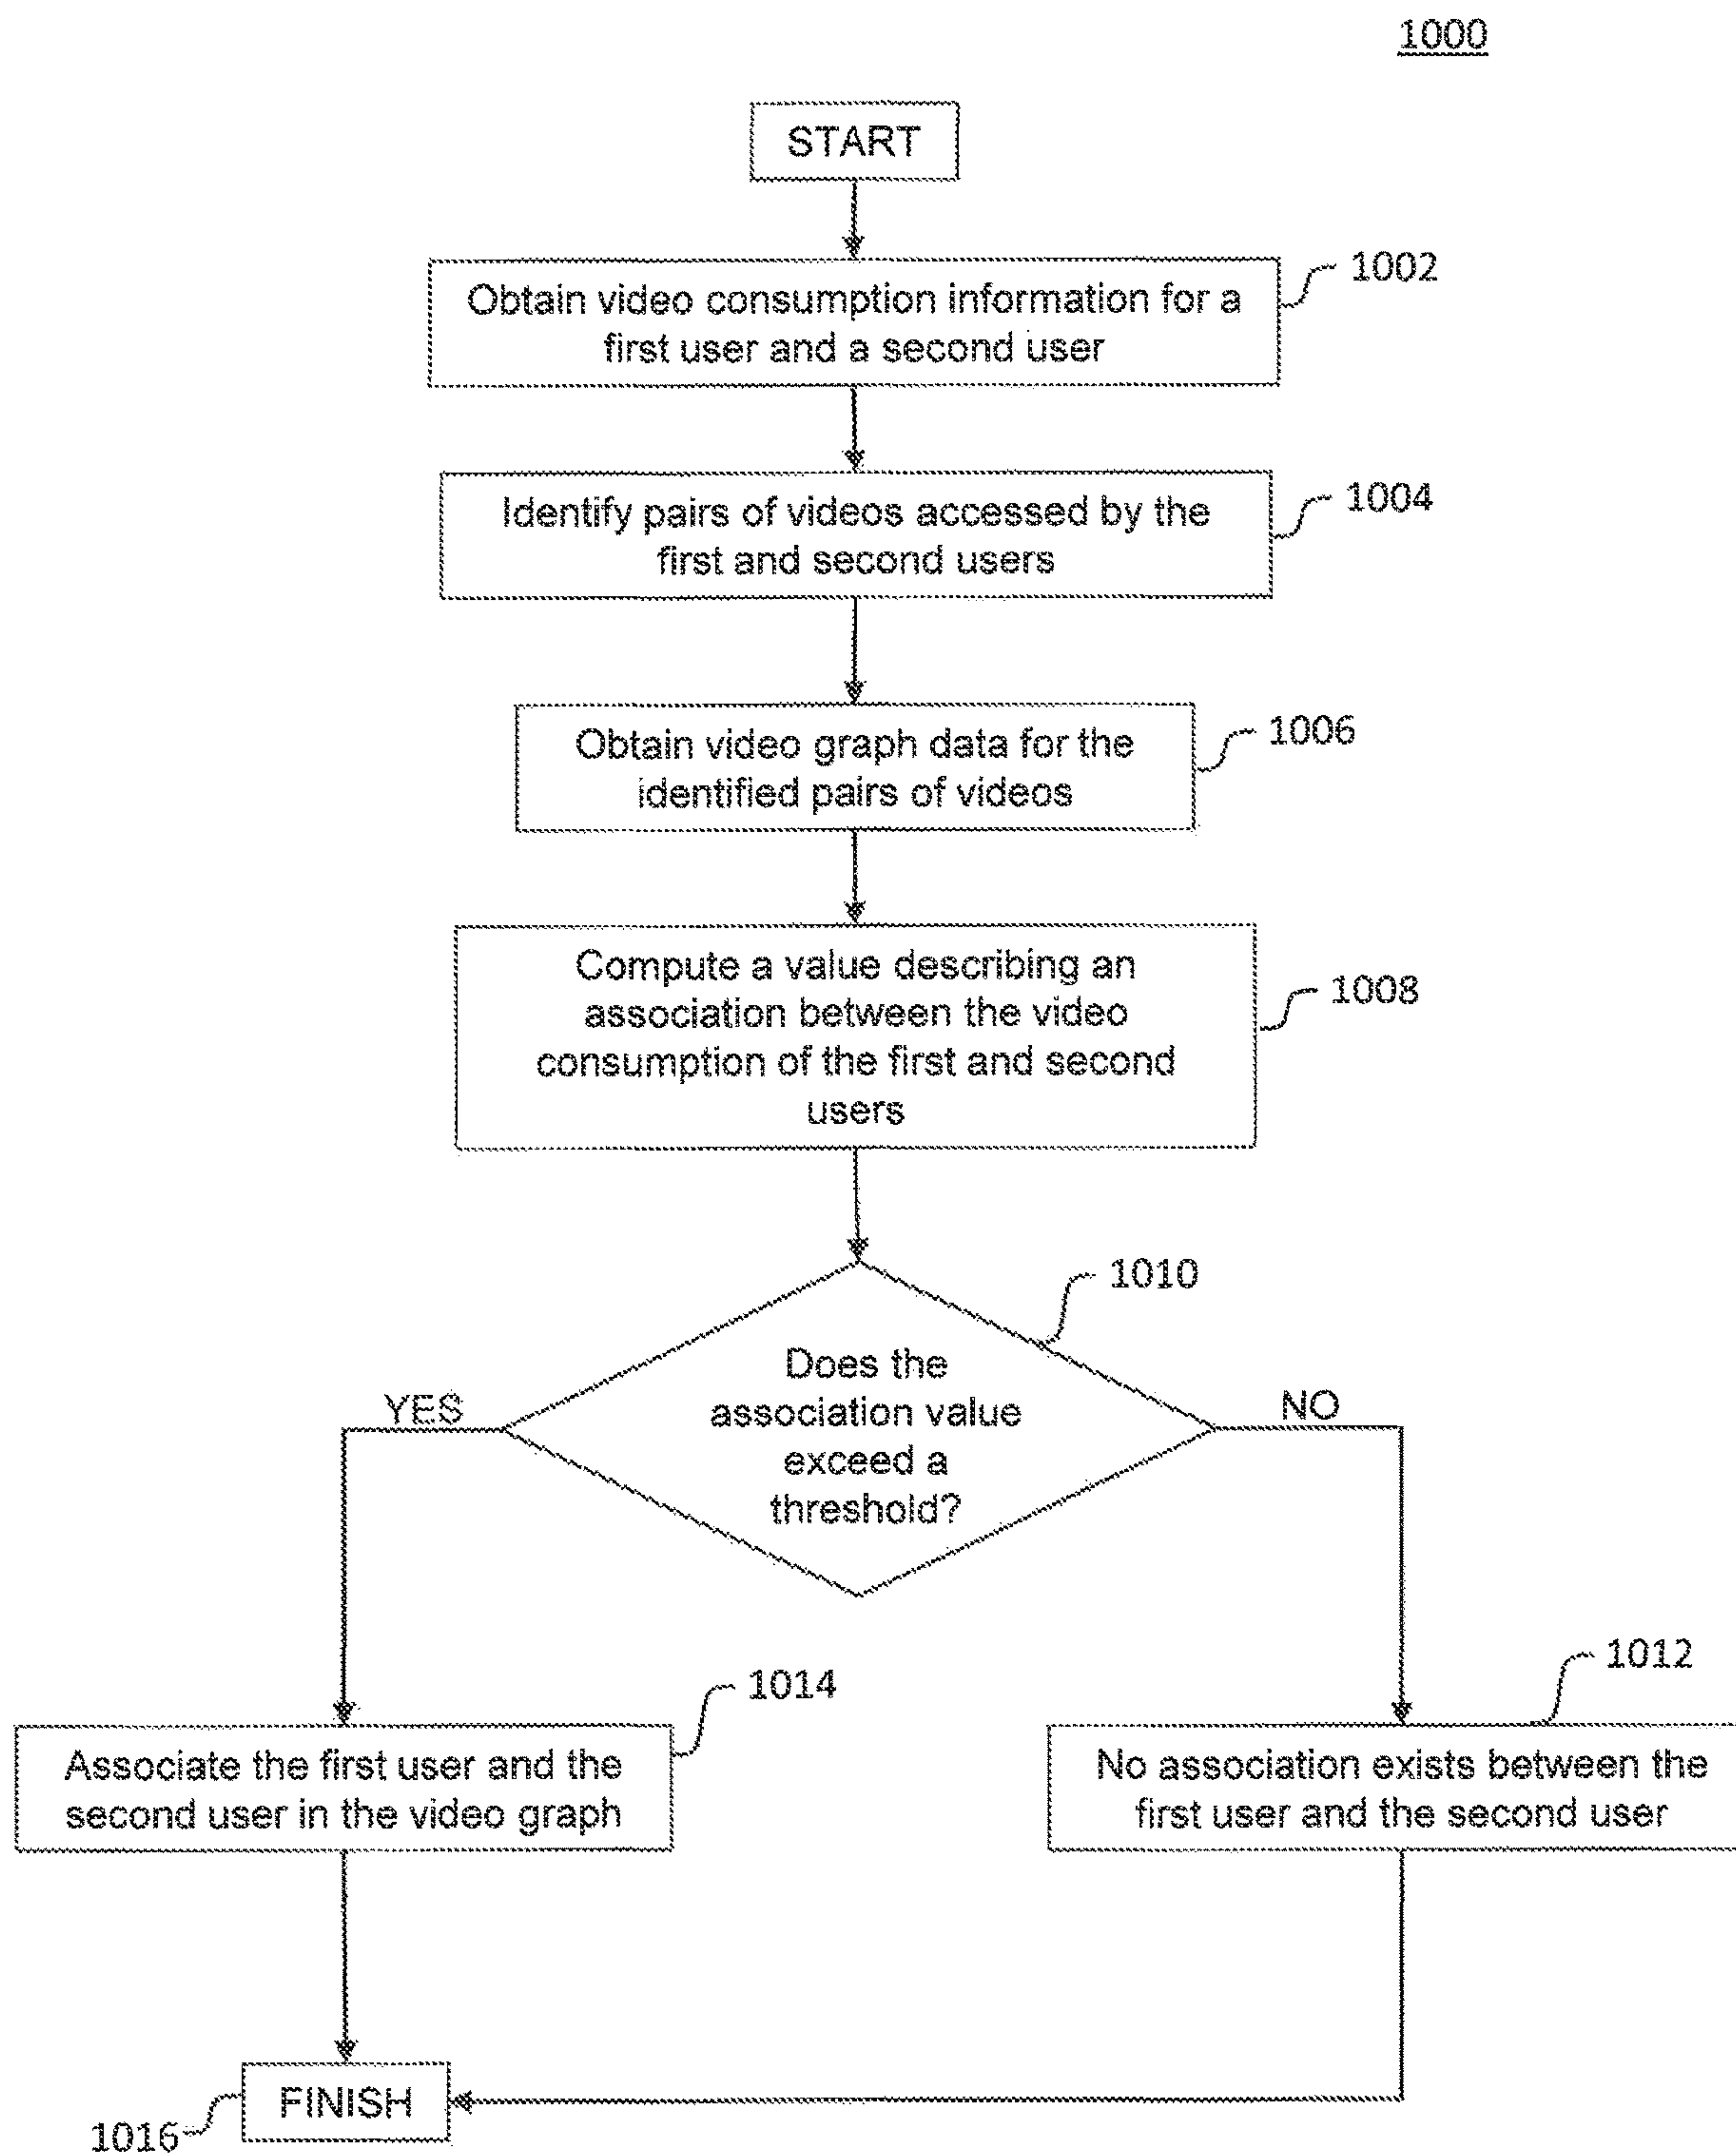 1000
START
Obtain video consumption information for a
first user and a second user
1002
Identify pairs of videos accessed by the
first and second users
1004
Obtain video graph data for the
identified pairs of videos
1006
Compute a value describing an
association between the video
consumption of the first and second
users
1008
1010
Does the
association value
exceed a
threshold?
YES
NO
1014
Associate the first user and the
second user in the video graph
1012
No association exists between the
first user and the second user
FINISH
1016